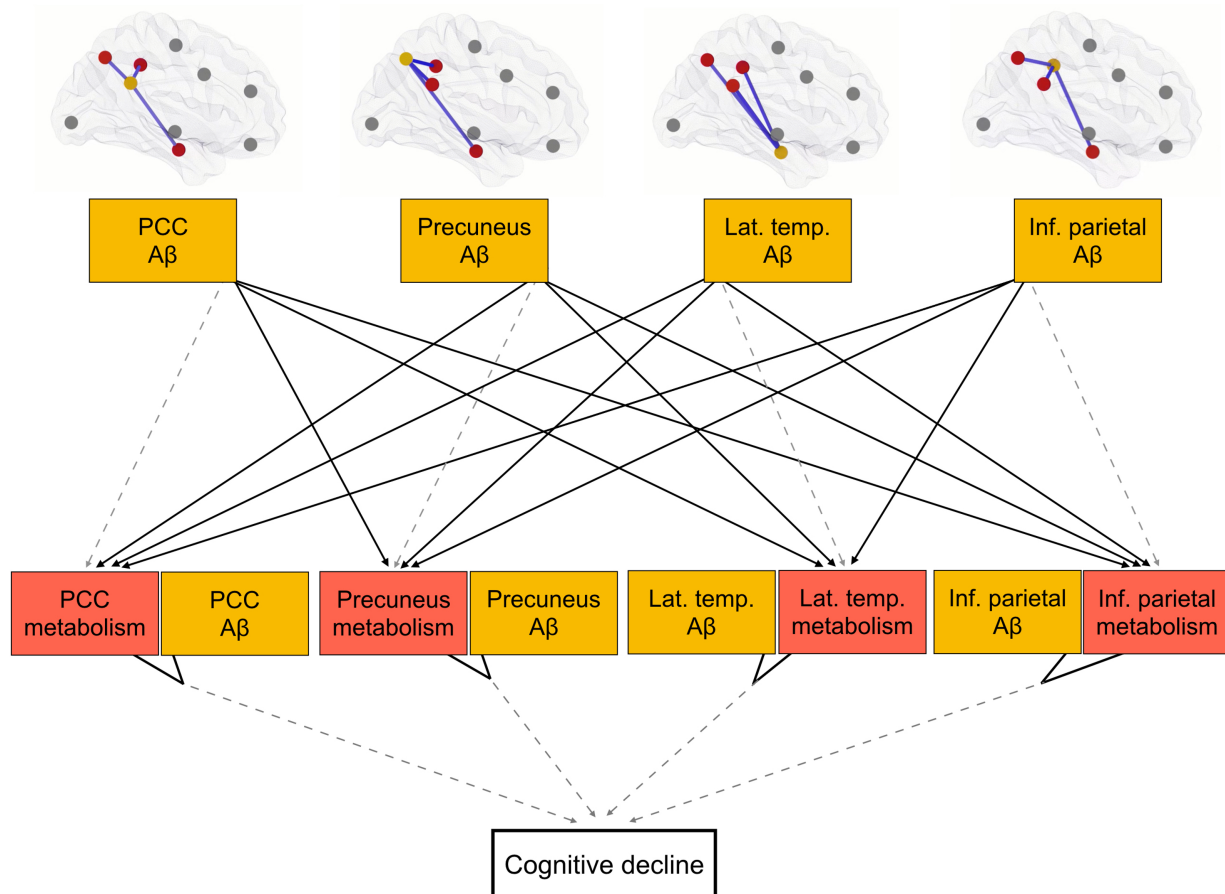 PCC
Aβ
Precuneus
Aβ
Lat. temp.
Aβ
Inf. parietal
Aβ
PCC
metabolism
PCC
Aβ
Precuneus
metabolism
Precuneus
Aβ
Lat. temp.
Aβ
Lat. temp.
metabolism
Inf. parietal
Aβ
Inf. parietal
metabolism
Cognitive decline